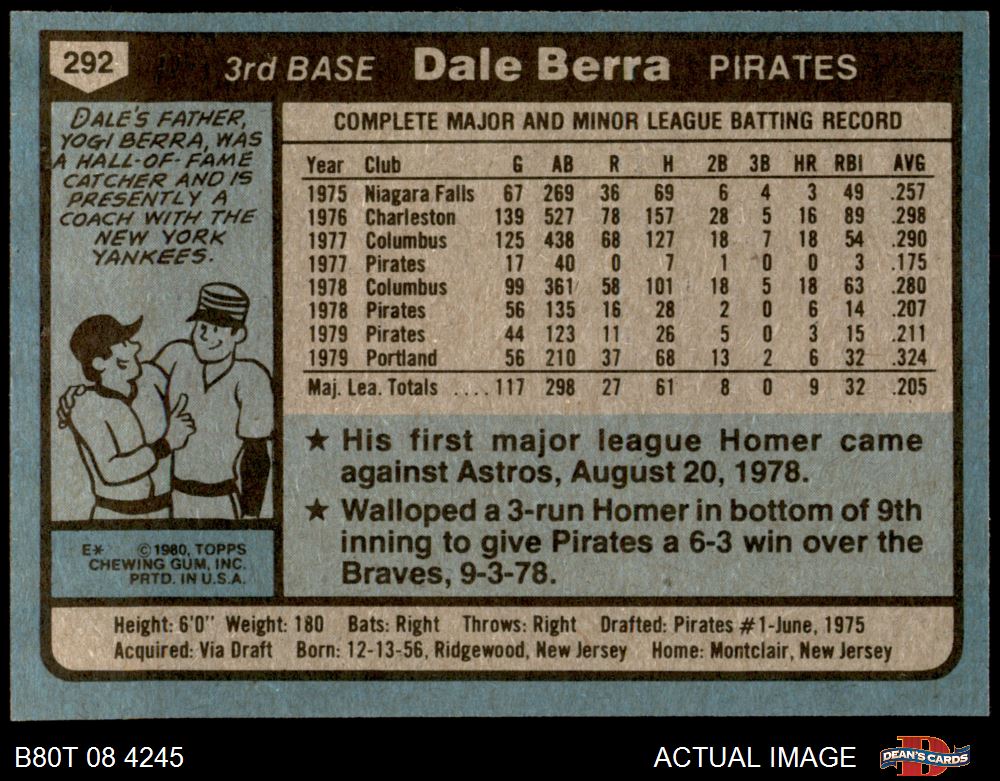 292
3rd BASE Dale Berra PIRATES
DALE'S FATHER,
YOGI BERRA, WAS
A HALL-OF-FAME
CATCHER AND IS
PRESENTLY A
COACH WITH THE
NEW YORK
YANKEES.
E* ©1980, TOPPS
CHEWING GUM, INC.
PRTD. IN U.S.A.
COMPLETE MAJOR AND MINOR LEAGUE BATTING RECORD
Year Club G AB R H 2B 3B HR RBI AVG
1975 Niagara Falls 67 269 36 69 6 4 3 49 .257
1976 Charleston 139 527 78 157 28 5 16 89 .298
1977 Columbus 125 438 68 127 18 7 18 54 .290
1977 Pirates 17 40 0 7 1 0 0 3 .175
1978 Columbus 99 361 58 101 18 5 18 63 .280
1978 Pirates 56 135 16 28 2 0 6 14 .207
1979 Pirates 44 123 11 26 5 0 3 15 .211
1979 Portland 56 210 37 68 13 2 6 32 .324
Maj. Lea. Totals .... 117 298 27 61 8 0 9 32 .205
★ His first major league Homer came
against Astros, August 20, 1978.
★ Walloped a 3-run Homer in bottom of 9th
inning to give Pirates a 6-3 win over the
Braves, 9-3-78.
Height: 6'0" Weight: 180 Bats: Right Throws: Right Drafted: Pirates #1-June, 1975
Acquired: Via Draft Born: 12-13-56, Ridgewood, New Jersey Home: Montclair, New Jersey
B80T 08 4245
ACTUAL IMAGE
DEAN'S CARDS